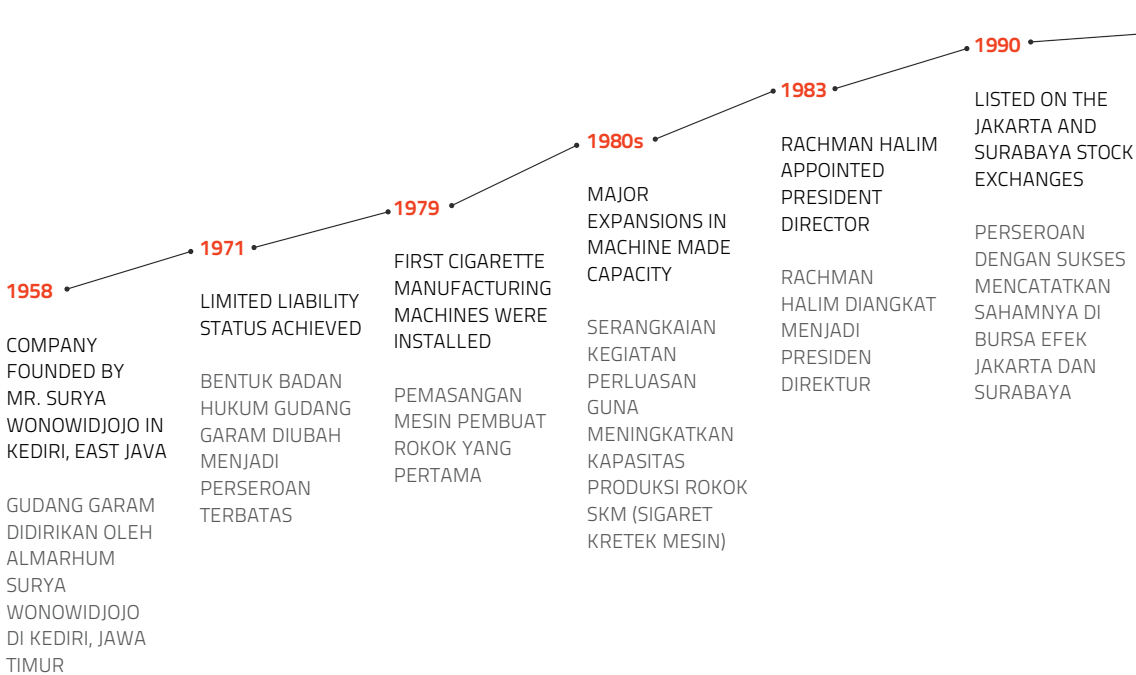 1958
COMPANY
FOUNDED BY
MR. SURYA
WONOWIDJOJO IN
KEDIRI, EAST JAVA
GUDANG GARAM
DIDIRIKAN OLEH
ALMARHUM
SURYA
WONOWIDJOJO
DI KEDIRI, JAWA
TIMUR
1971
LIMITED LIABILITY
STATUS ACHIEVED
BENTUK BADAN
HUKUM GUDANG
GARAM DIUBAH
MENJADI
PERSEROAN
TERBATAS
1979
FIRST CIGARETTE
MANUFACTURING
MACHINES WERE
INSTALLED
PEMASANGAN
MESIN PEMBUAT
ROKOK YANG
PERTAMA
1980s
MAJOR
EXPANSIONS IN
MACHINE MADE
CAPACITY
SERANGKAIAN
KEGIATAN
PERLUASAN
GUNA
MENINGKATKAN
KAPASITAS
PRODUKSI ROKOK
SKM (SIGARET
KRETEK MESIN)
1983
RACHMAN HALIM
APPOINTED
PRESIDENT
DIRECTOR
RACHMAN
HALIM DIANGKAT
MENJADI
PRESIDEN
DIREKTUR
1990
LISTED ON THE
JAKARTA AND
SURABAYA STOCK
EXCHANGES
PERSEROAN
DENGAN SUKSES
MENCATATKAN
SAHAMNYA DI
BURSA EFEK
JAKARTA DAN
SURABAYA